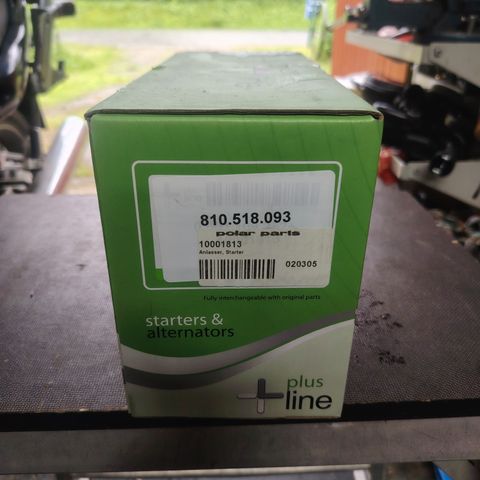 810.518.093
polar parts
10001813
Anlasser, Starter
020305
Fully interchangeable with original parts
starters &
alternators
plus
line